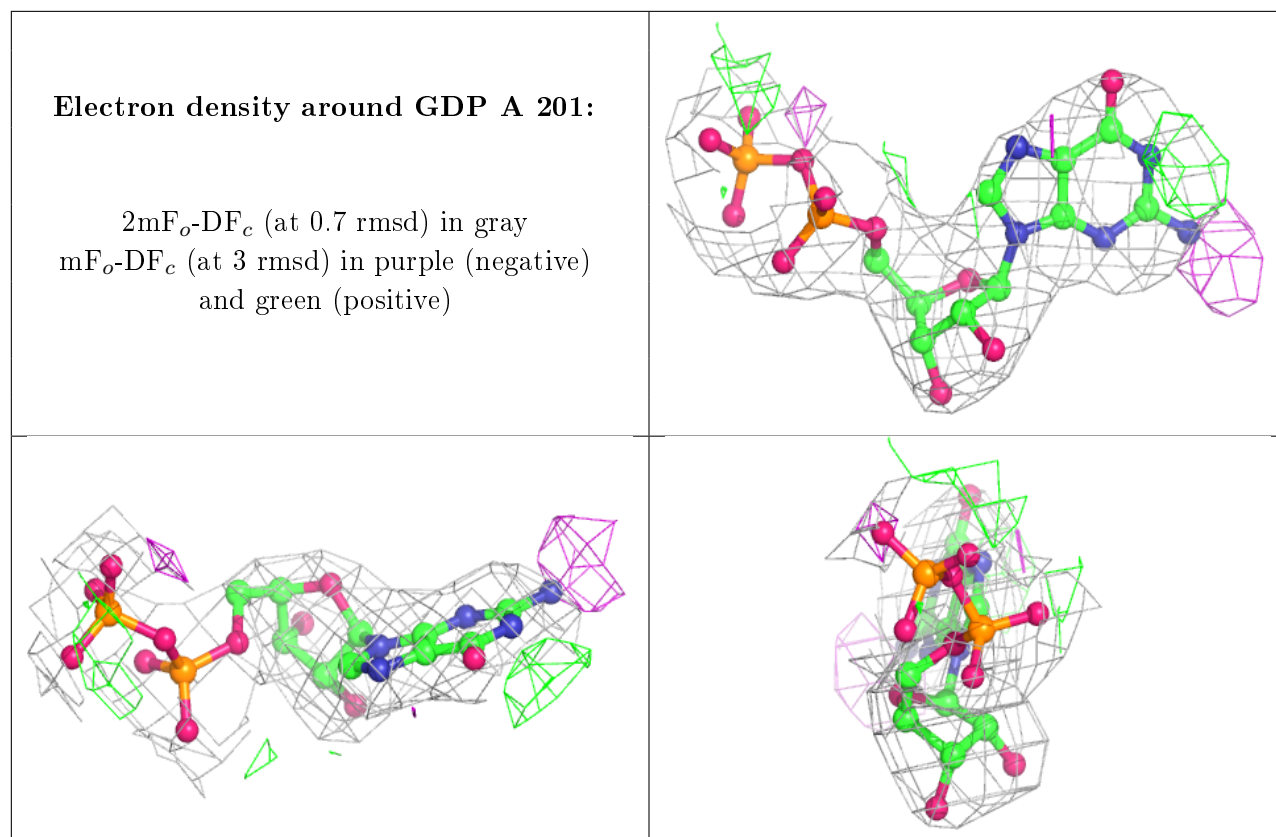 Electron density around GDP A 201:
2mFₒ-DF𝒸 (at 0.7 rmsd) in gray
mFₒ-DF𝒸 (at 3 rmsd) in purple (negative)
and green (positive)